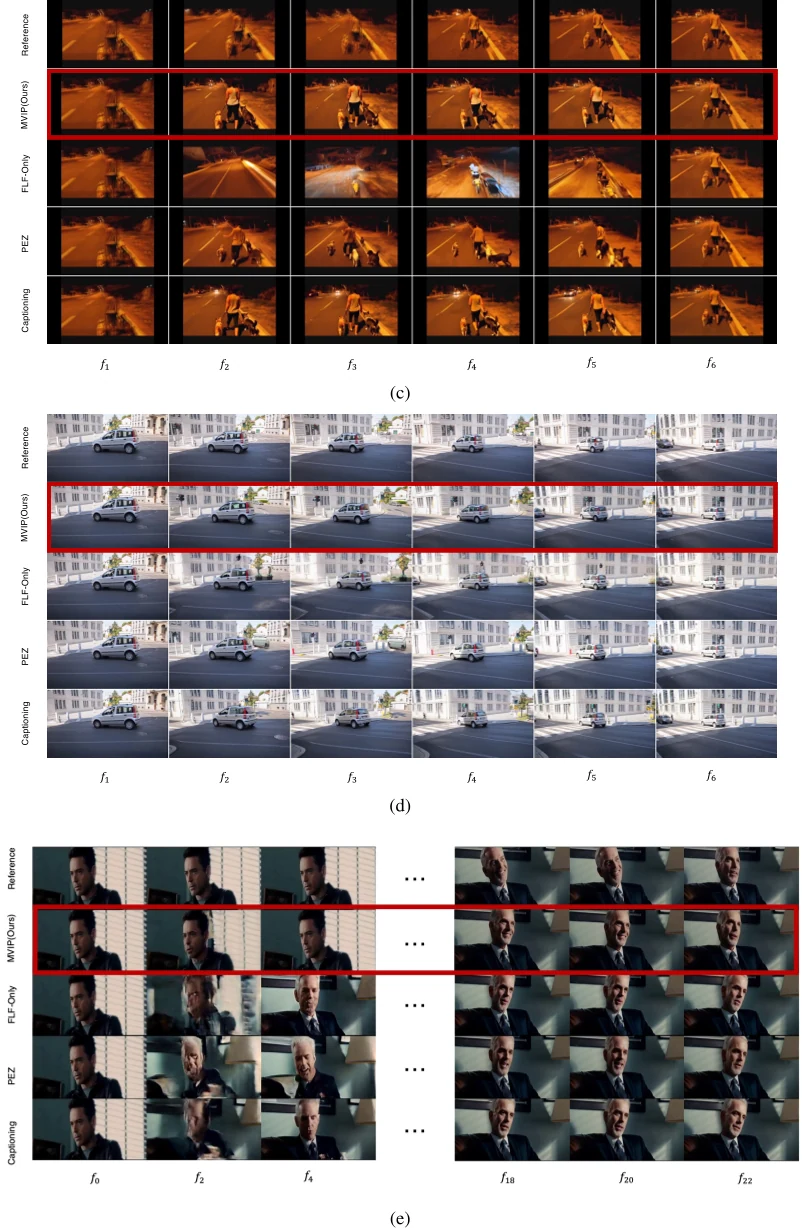 Reference
MVIP(Ours)
FLF-Only
PEZ
Captioning
f₁ f₂ f₃ f₄ f₅ f₆
(c)
Reference
MVIP(Ours)
FLF-Only
PEZ
Captioning
f₁ f₂ f₃ f₄ f₅ f₆
(d)
Reference
MVIP(Ours)
FLF-Only
PEZ
Captioning
...
...
...
...
...
f₀ f₂ f₄ f₁₈ f₂₀ f₂₂
(e)